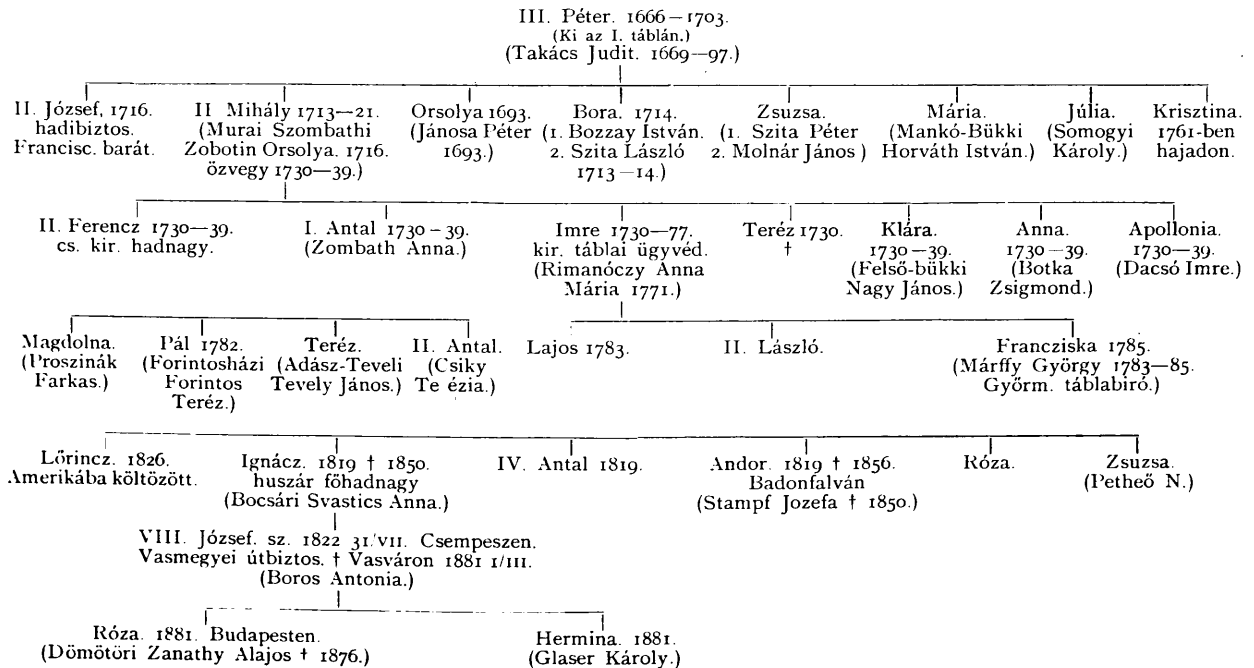 III. Péter. 1666–1703.
(Ki az I. táblán.)
(Takács Judit. 1669—97.)
II. József, 1716.
hadibiztos.
Francisc. barát.
II Mihály 1713—21.
(Murai Szombathi
Zobotin Orsolya. 1716.
özvegy 1730—39.)
Orsolya 1693.
(Jánosa Péter
1693.)
Bora. 1714.
(1. Bozzay István.
2. Szita László
1713–14.)
Zsuzsa.
(1. Szita Péter
2. Molnár János)
Mária.
(Mankó-Bükki
Horváth István.)
Júlia.
(Somogyi
Károly.)
Krisztina.
1761-ben
hajadon.
II. Ferencz 1730—39.
cs. kir. hadnagy.
I. Antal 1730–39.
(Zombath Anna.)
Imre 1730—77.
kir. táblai ügyvéd.
(Rimanóczy Anna
Mária 1771.)
Teréz 1730.
†
Klára.
1730–39.
(Felső-bükki
Nagy János.)
Anna.
1730–39.
(Botka
Zsigmond.)
Apollonia.
1730–39.
(Dacsó Imre.)
Magdolna.
(Proszinák
Farkas.)
Pál 1782.
(Forintosházi
Forintos
Teréz.)
Teréz.
(Adász-Teveli
Tevely János.)
II. Antal.
(Csiky
Te ézia.)
Lajos 1783.
II. László.
Francziska 1785.
(Márffy György 1783—85.
Győrm. táblabiró.)
Lőrincz. 1826.
Amerikába költözött.
Ignácz. 1819 † 1850.
huszár főhadnagy
(Bocsári Svastics Anna.)
IV. Antal 1819.
Andor. 1819 † 1856.
Badonfalván
(Stampf Jozefa † 1850.)
Róza.
Zsuzsa.
(Petheő N.)
VIII. József. sz. 1822 31/VII. Csempeszen.
Vasmegyei útbiztos. † Vasváron 1881 1/III.
(Boros Antonia.)
Róza. 1881. Budapesten.
(Dömötöri Zanathy Alajos † 1876.)
Hermina. 1881.
(Glaser Károly.)